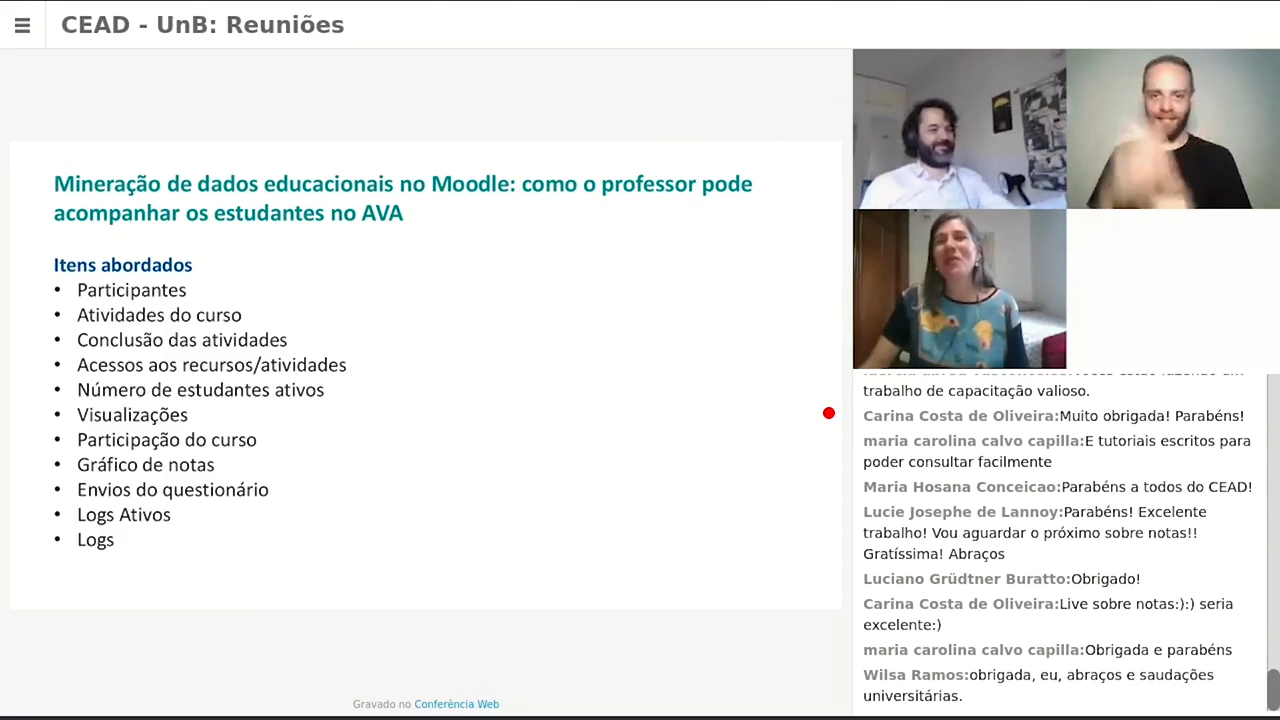 CEAD - UnB: Reuniões
Mineração de dados educacionais no Moodle: como o professor pode
acompanhar os estudantes no AVA
Itens abordados
• Participantes
• Atividades do curso
• Conclusão das atividades
• Acessos aos recursos/atividades
• Número de estudantes ativos
• Visualizações
• Participação do curso
• Gráfico de notas
• Envios do questionário
• Logs Ativos
• Logs
Gravado no Conferência Web
trabalho de capacitação valioso.
Carina Costa de Oliveira:Muito obrigada! Parabéns!
maria carolina calvo capilla:E tutoriais escritos para
poder consultar facilmente
Maria Hosana Conceicao:Parabéns a todos do CEAD!
Lucie Josephe de Lannoy:Parabéns! Excelente
trabalho! Vou aguardar o próximo sobre notas!!
Gratíssima! Abraços
Luciano Grüdtner Buratto:Obrigado!
Carina Costa de Oliveira:Live sobre notas:):) seria
excelente:)
maria carolina calvo capilla:Obrigada e parabéns
Wilsa Ramos:obrigada, eu, abraços e saudações
universitárias.